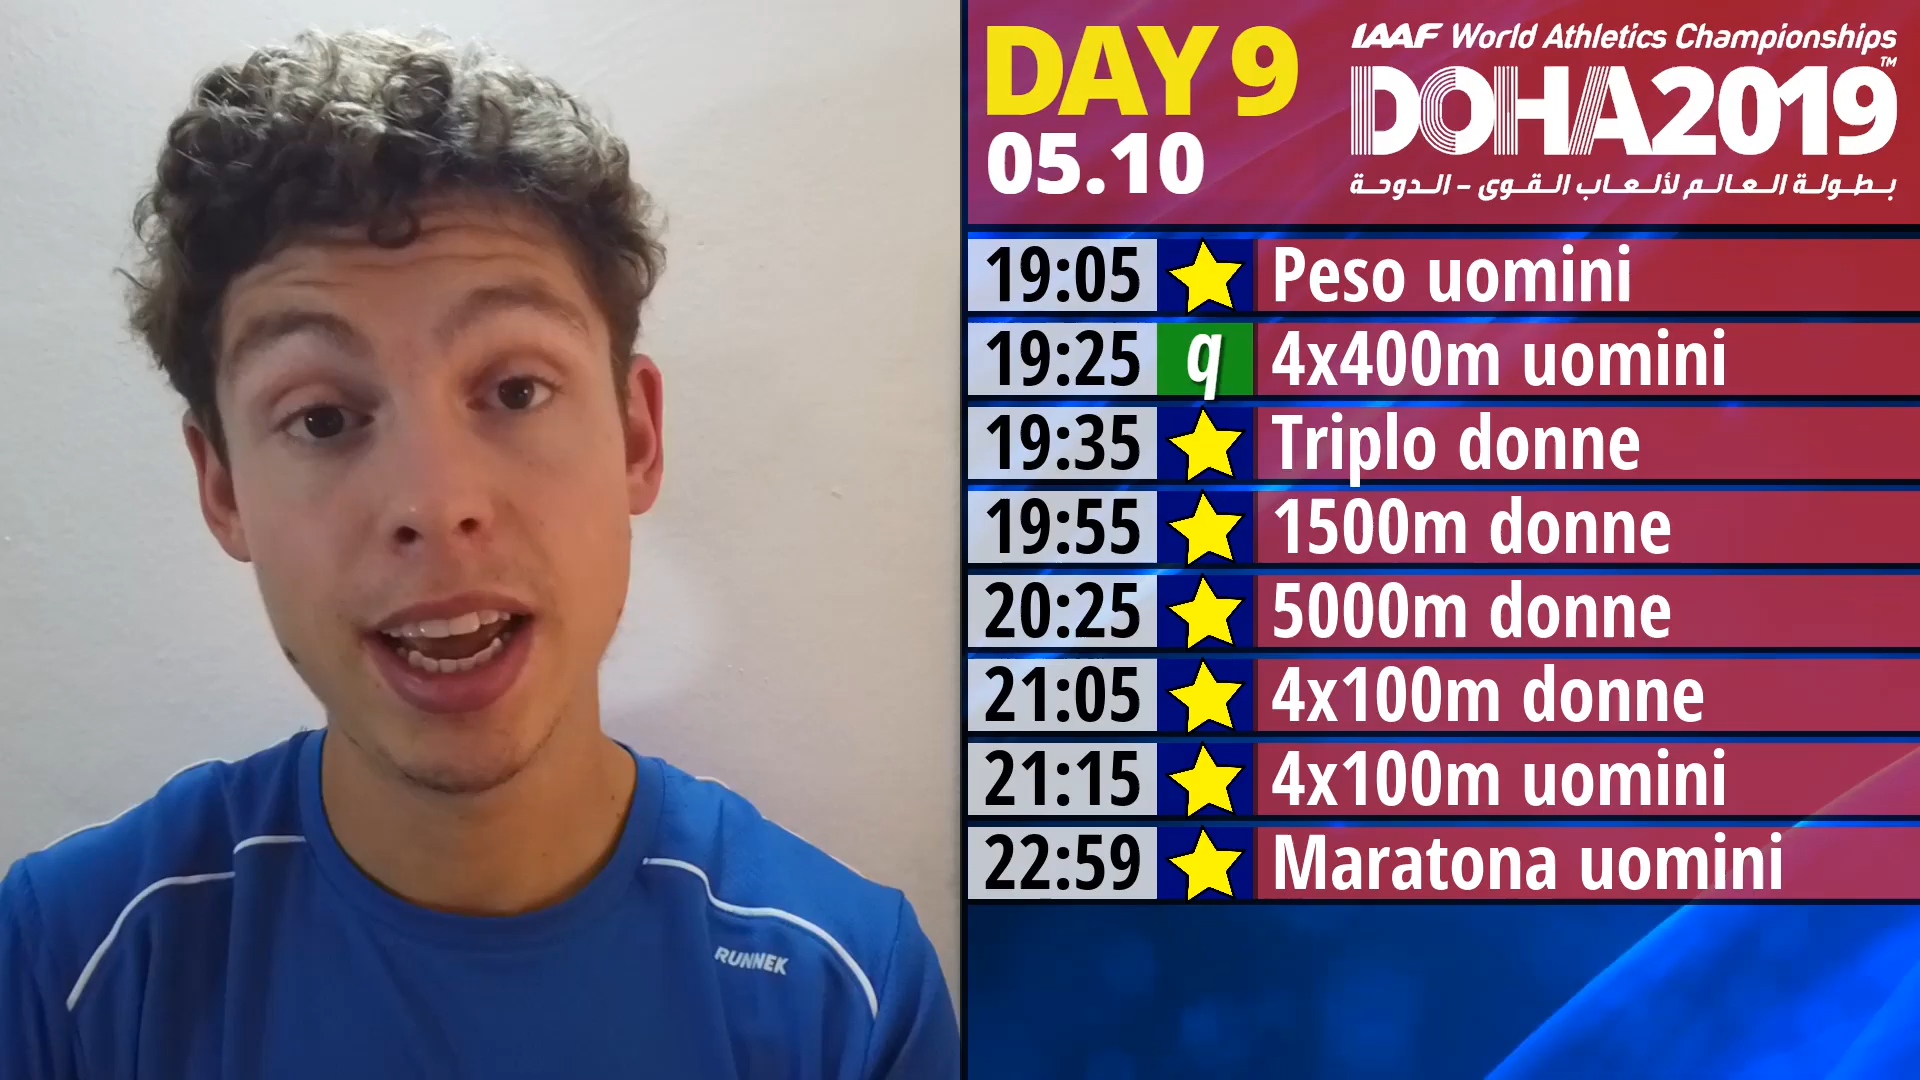 DAY 9
05.10
IAAF World Athletics Championships
DOHA2019™
بطولة العالم لألعاب القوى – الدوحة
19:05 Peso uomini
19:25 q 4x400m uomini
19:35 Triplo donne
19:55 1500m donne
20:25 5000m donne
21:05 4x100m donne
21:15 4x100m uomini
22:59 Maratona uomini
RUNNEK